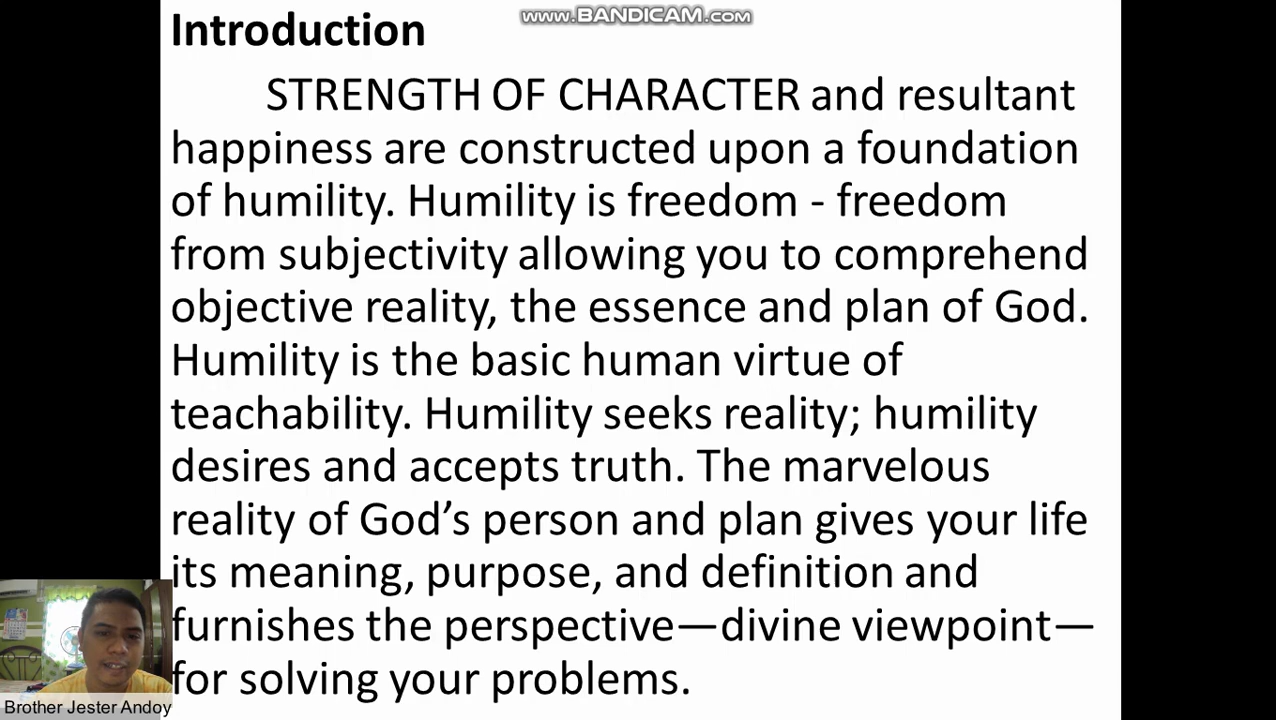 www.BANDICAM.com
Introduction
STRENGTH OF CHARACTER and resultant
happiness are constructed upon a foundation
of humility. Humility is freedom - freedom
from subjectivity allowing you to comprehend
objective reality, the essence and plan of God.
Humility is the basic human virtue of
teachability. Humility seeks reality; humility
desires and accepts truth. The marvelous
reality of God’s person and plan gives your life
its meaning, purpose, and definition and
furnishes the perspective—divine viewpoint—
for solving your problems.
Brother Jester Andoy